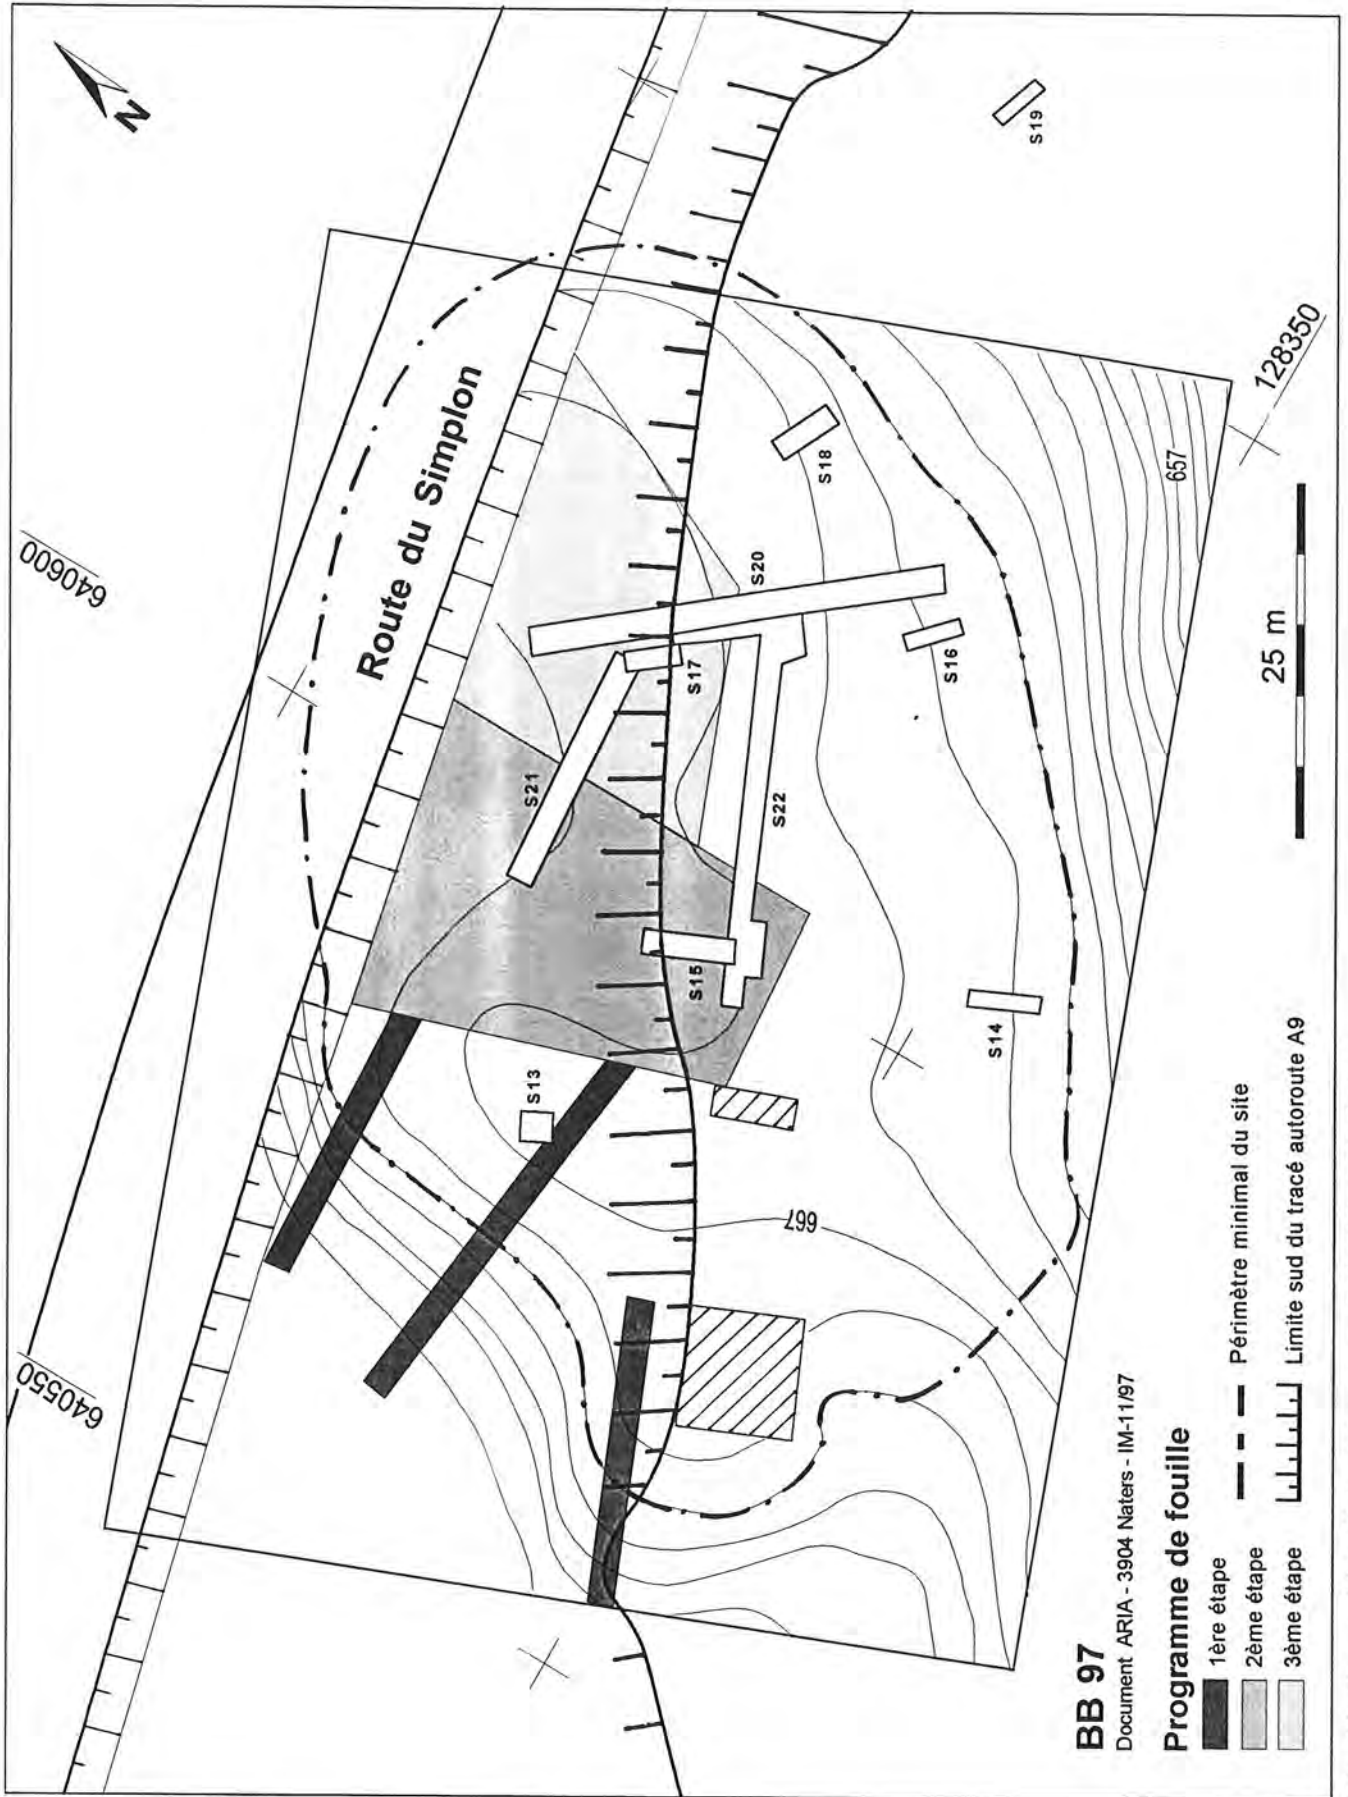 N
640600
640550
128350
Route du Simplon
S19
S18
S20
S16
S17
S21
S22
S15
S14
S13
657
667
25 m
BB 97
Document ARIA - 3904 Naters - IM-11/97
Programme de fouille
1ère étape
2ème étape
3ème étape
Périmètre minimal du site
Limite sud du tracé autoroute A9